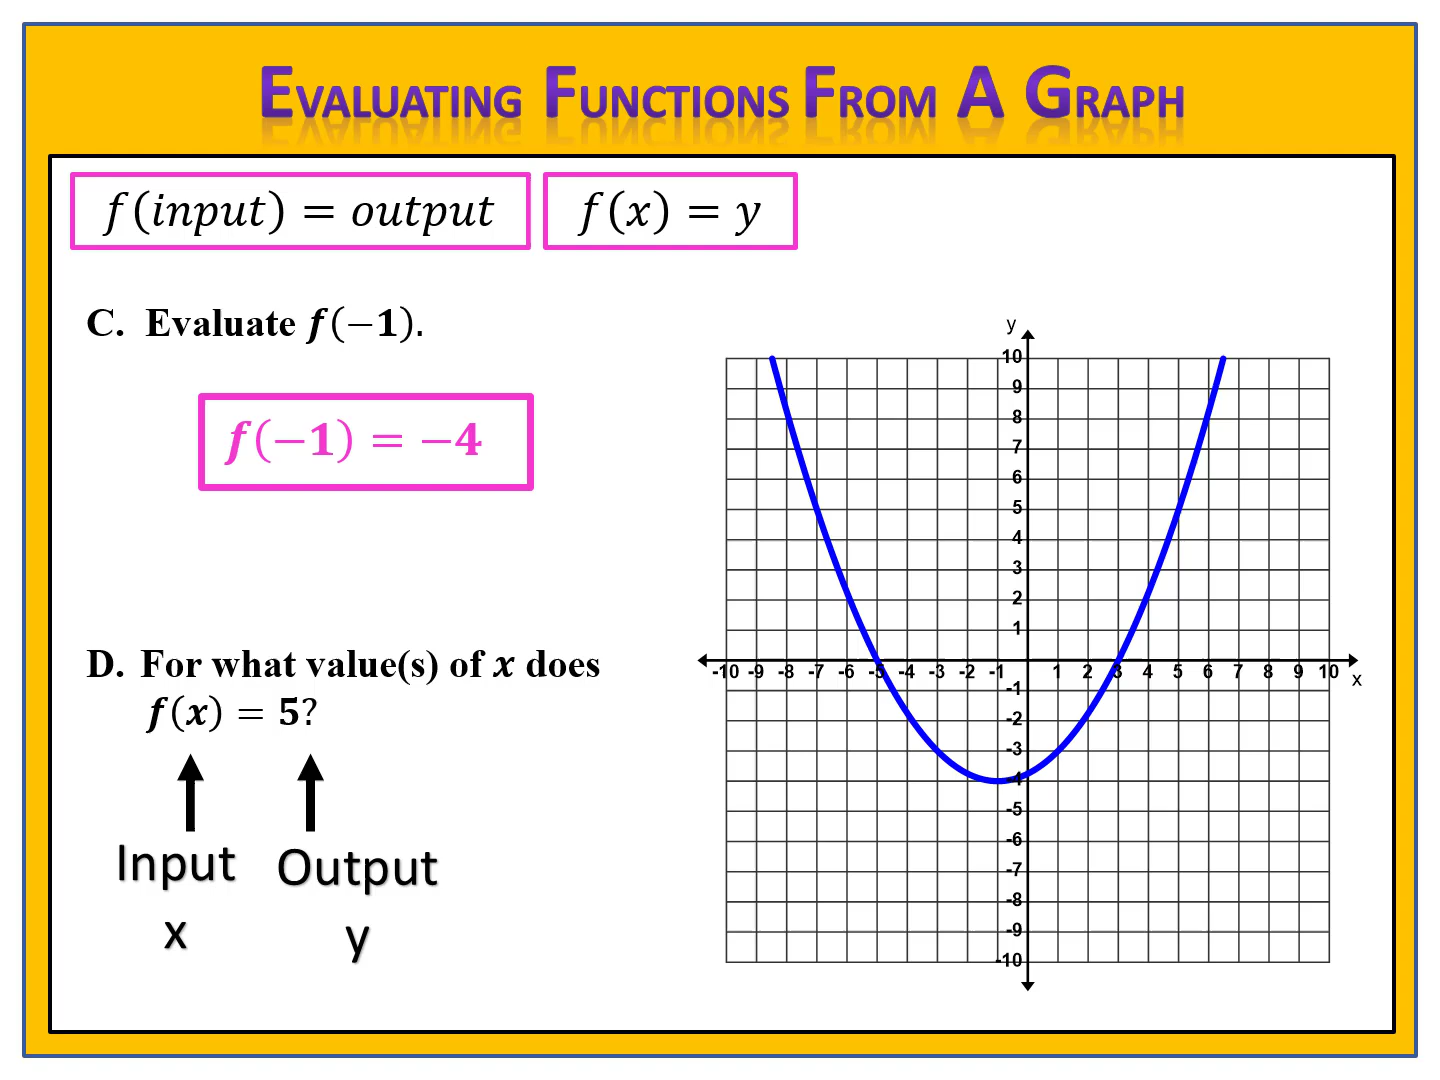 EVALUATING FUNCTIONS FROM A GRAPH
f(input) = output
f(x) = y
C. Evaluate f(−1).
f(−1) = −4
D. For what value(s) of x does
f(x) = 5?
Input Output
x y
y
10
9
8
7
6
5
4
3
2
1
-10 -9 -8 -7 -6 -5 -4 -3 -2 -1 1 2 3 4 5 6 7 8 9 10 x
-1
-2
-3
-4
-5
-6
-7
-8
-9
-10